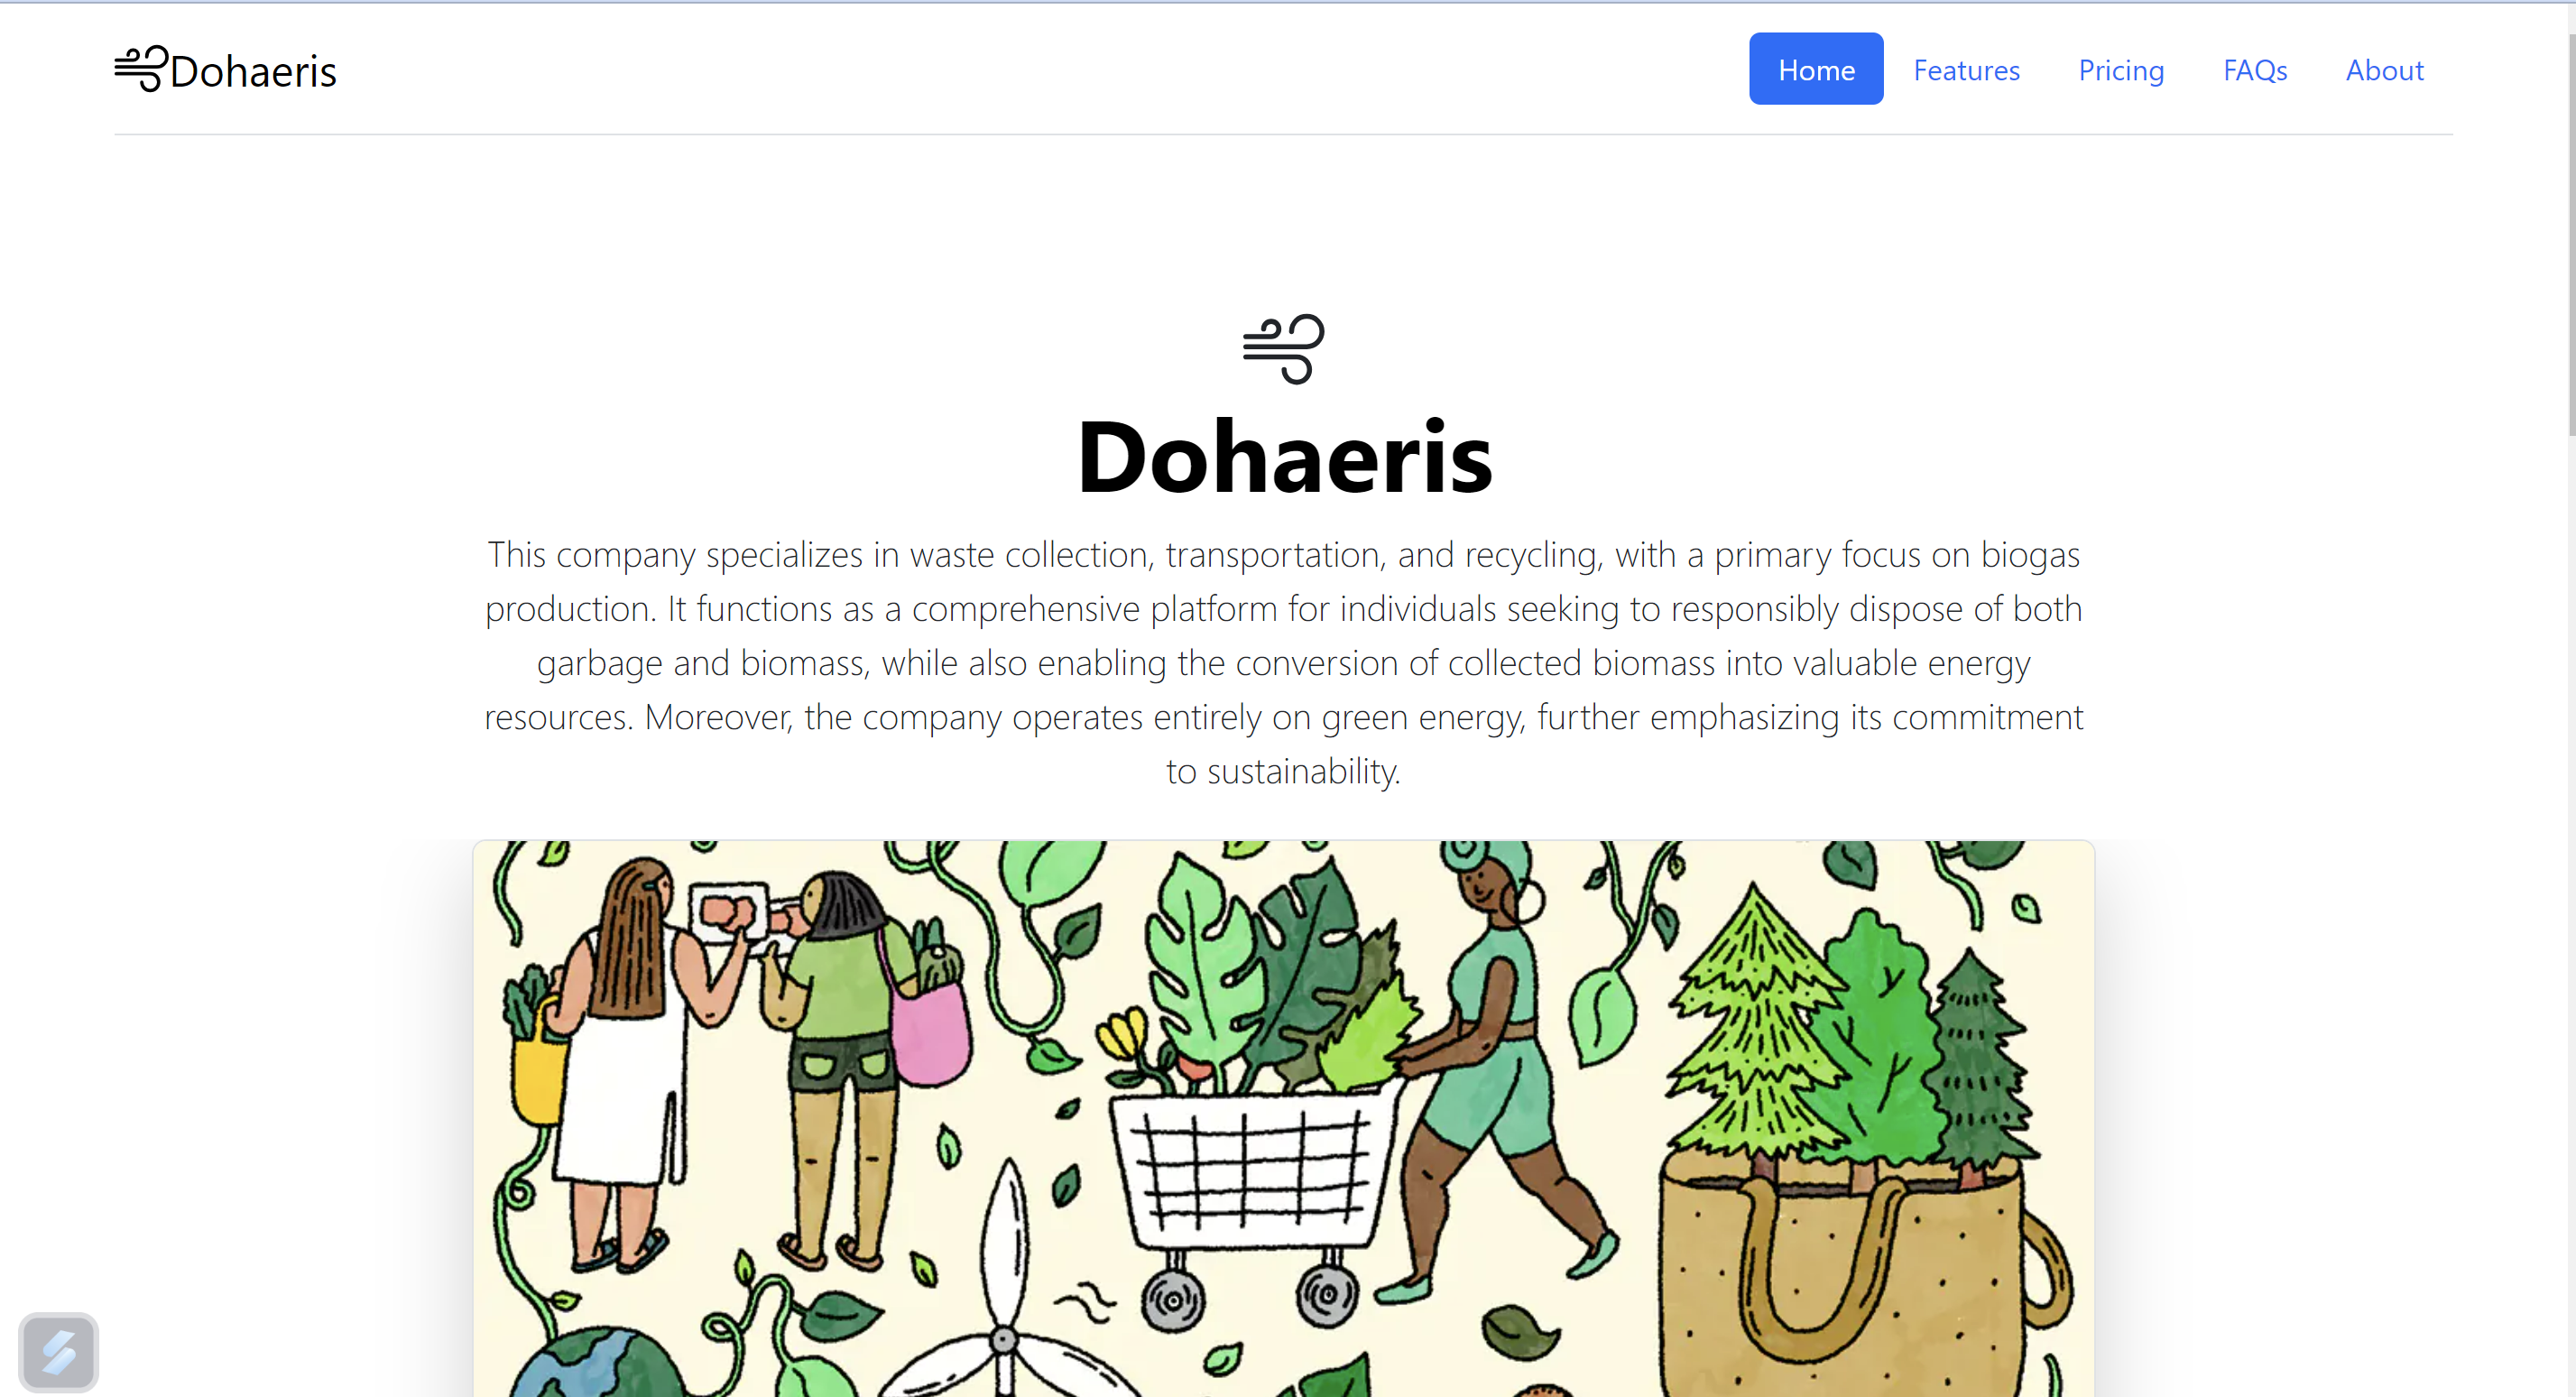 Dohaeris
Home Features Pricing FAQs About
Dohaeris
This company specializes in waste collection, transportation, and recycling, with a primary focus on biogas
production. It functions as a comprehensive platform for individuals seeking to responsibly dispose of both
garbage and biomass, while also enabling the conversion of collected biomass into valuable energy
resources. Moreover, the company operates entirely on green energy, further emphasizing its commitment
to sustainability.